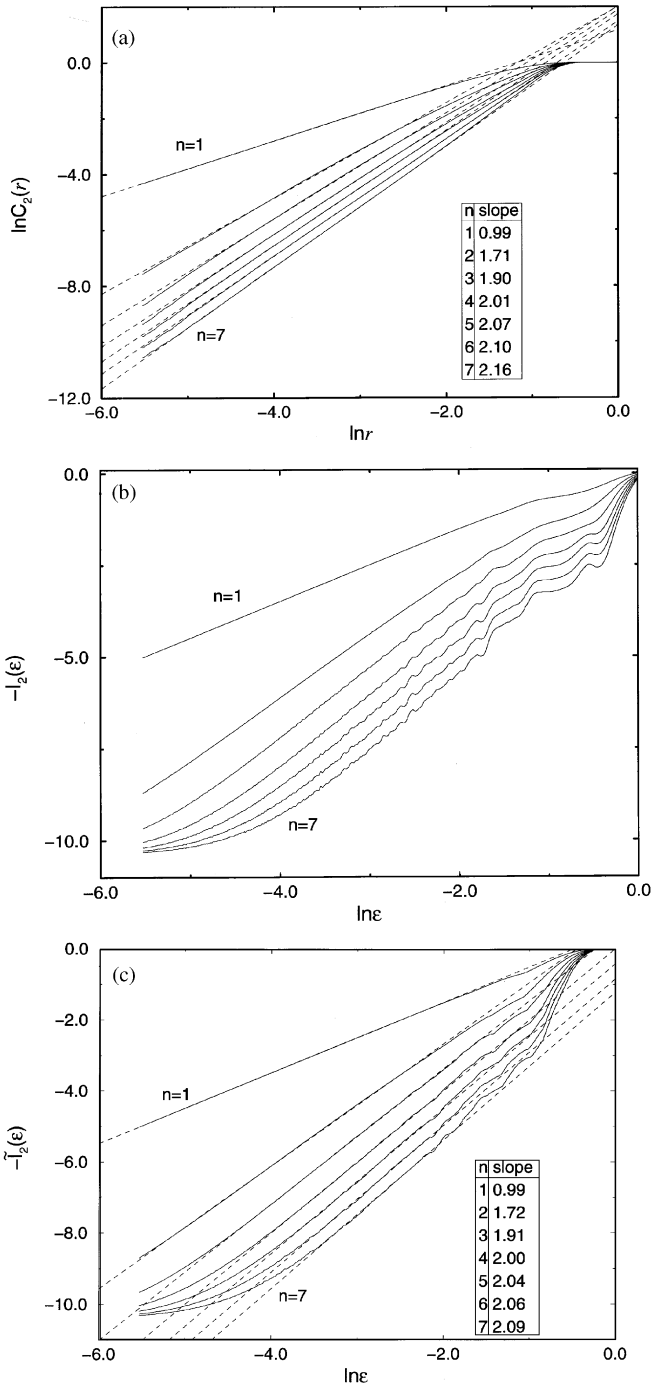 (a)
0.0
-4.0
-8.0
-12.0
lnC₂(r)
n=1
n=7
n slope
1 0.99
2 1.71
3 1.90
4 2.01
5 2.07
6 2.10
7 2.16
-6.0 -4.0 -2.0 0.0
lnr
(b)
0.0
-5.0
-10.0
-I₂(ε)
n=1
n=7
-6.0 -4.0 -2.0 0.0
lnε
(c)
0.0
-2.0
-4.0
-6.0
-8.0
-10.0
-Ĩ₂(ε)
n=1
n=7
n slope
1 0.99
2 1.72
3 1.91
4 2.00
5 2.04
6 2.06
7 2.09
-6.0 -4.0 -2.0 0.0
lnε